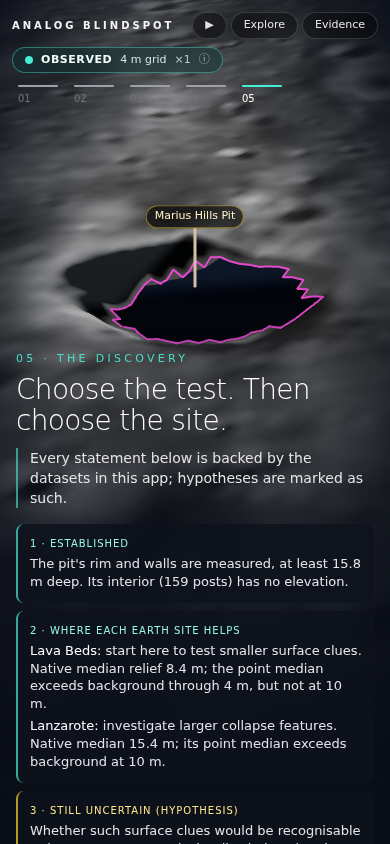 ANALOG BLINDSPOT ▶ Explore Evidence
OBSERVED 4 m grid ×1 ⓘ
01 02 05
Marius Hills Pit
05 · THE DISCOVERY
Choose the test. Then
choose the site.
Every statement below is backed by the
datasets in this app; hypotheses are marked as
such.
1 · ESTABLISHED
The pit's rim and walls are measured, at least 15.8
m deep. Its interior (159 posts) has no elevation.
2 · WHERE EACH EARTH SITE HELPS
Lava Beds: start here to test smaller surface clues.
Native median relief 8.4 m; the point median
exceeds background through 4 m, but not at 10
m.
Lanzarote: investigate larger collapse features.
Native median 15.4 m; its point median exceeds
background at 10 m.
3 · STILL UNCERTAIN (HYPOTHESIS)
Whether such surface clues would be recognisable